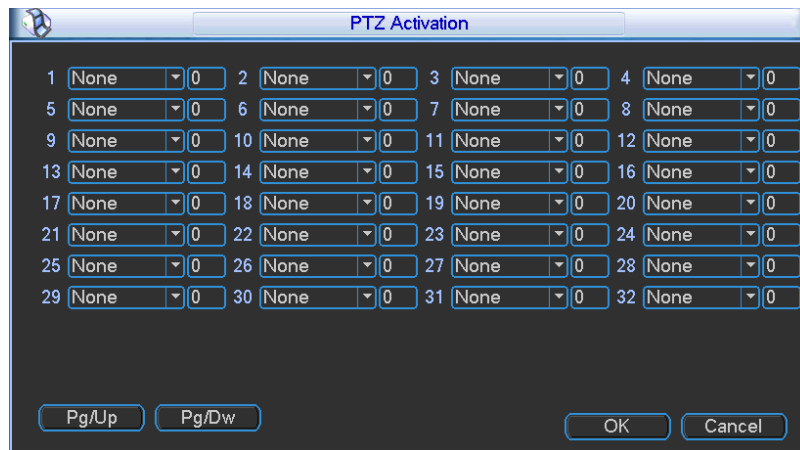 PTZ Activation
1 None 0 2 None 0 3 None 0 4 None 0
5 None 0 6 None 0 7 None 0 8 None 0
9 None 0 10 None 0 11 None 0 12 None 0
13 None 0 14 None 0 15 None 0 16 None 0
17 None 0 18 None 0 19 None 0 20 None 0
21 None 0 22 None 0 23 None 0 24 None 0
25 None 0 26 None 0 27 None 0 28 None 0
29 None 0 30 None 0 31 None 0 32 None 0
Pg/Up Pg/Dw OK Cancel